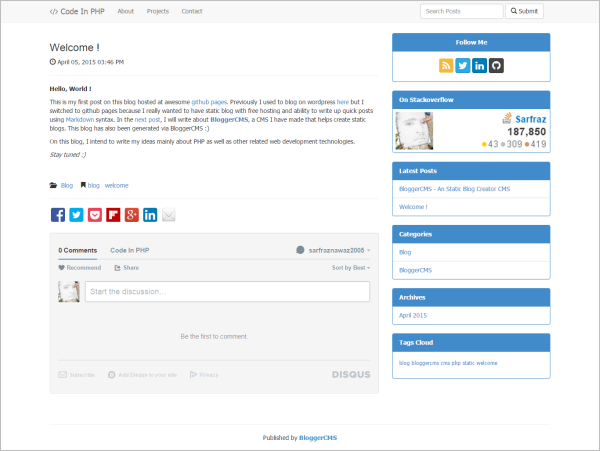 </> Code In PHP About Projects Contact Search Posts Submit
Welcome !
April 05, 2015 03:46 PM
Hello, World !
This is my first post on this blog hosted at awesome github pages. Previously I used to blog on wordpress here but I
switched to github pages because I really wanted to have static blog with free hosting and ability to write up quick posts
using Markdown syntax. In the next post, I will write about BloggerCMS, a CMS I have made that helps create static
blogs. This blog has also been generated via BloggerCMS :)
On this blog, I intend to write my ideas mainly about PHP as well as other related web development technologies.
Stay tuned ;)
Blog blog welcome
0 Comments Code In PHP sarfraznawaz2005
Recommend Share Sort by Best
Start the discussion...
Be the first to comment.
Subscribe Add Disqus to your site Privacy DISQUS
Follow Me
On Stackoverflow
Sarfraz
187,850
43 309 419
Latest Posts
BloggerCMS - An Static Blog Creator CMS
Welcome !
Categories
Blog
BloggerCMS
Archives
April 2015
Tags Cloud
blog bloggercms cms php static welcome
Published by BloggerCMS